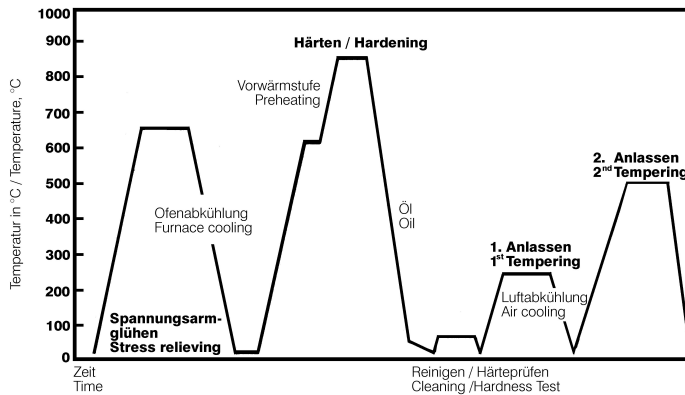 1000
900
800
700
600
500
400
300
200
100
0
Temperatur in °C / Temperature, °C
Härten / Hardening
Vorwärmstufe
Preheating
Ofenabkühlung
Furnace cooling
Spannungsarm-
glühen
Stress relieving
Öl
Oil
1. Anlassen
1st Tempering
Luftabkühlung
Air cooling
2. Anlassen
2nd Tempering
Zeit
Time
Reinigen / Härteprüfen
Cleaning /Hardness Test